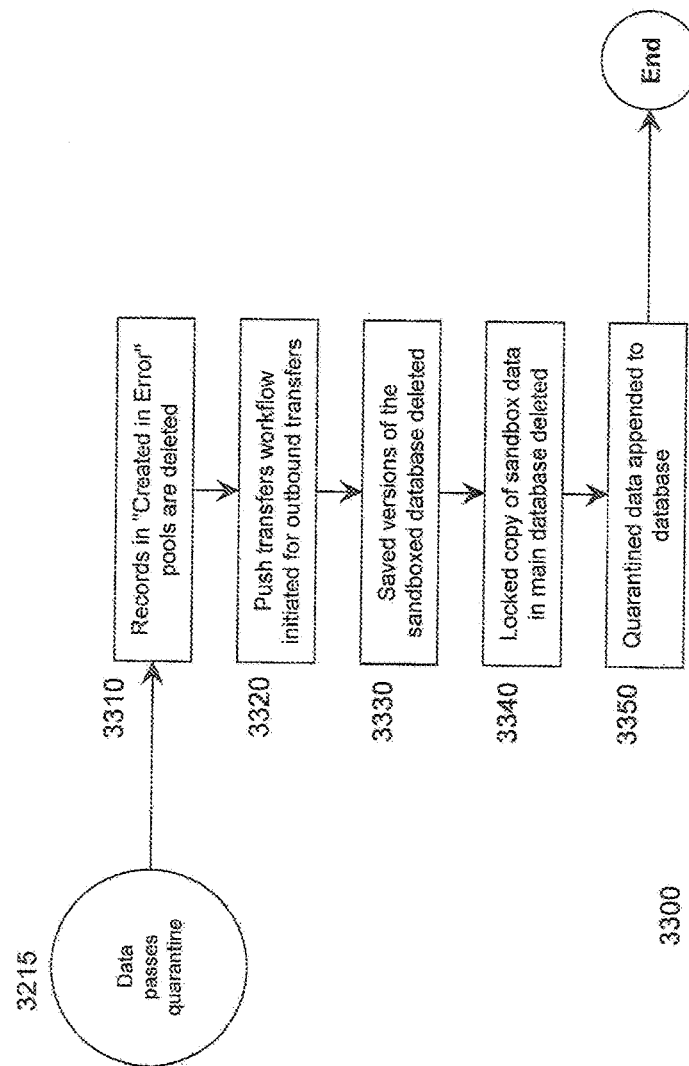 3215
Data
passes
quarantine
3310
Records in "Created in Error"
pools are deleted
3320
Push transfers workflow
initiated for outbound transfers
3330
Saved versions of the
sandboxed database deleted
3340
Locked copy of sandbox data
in main database deleted
3350
Quarantined data appended to
database
End
3300